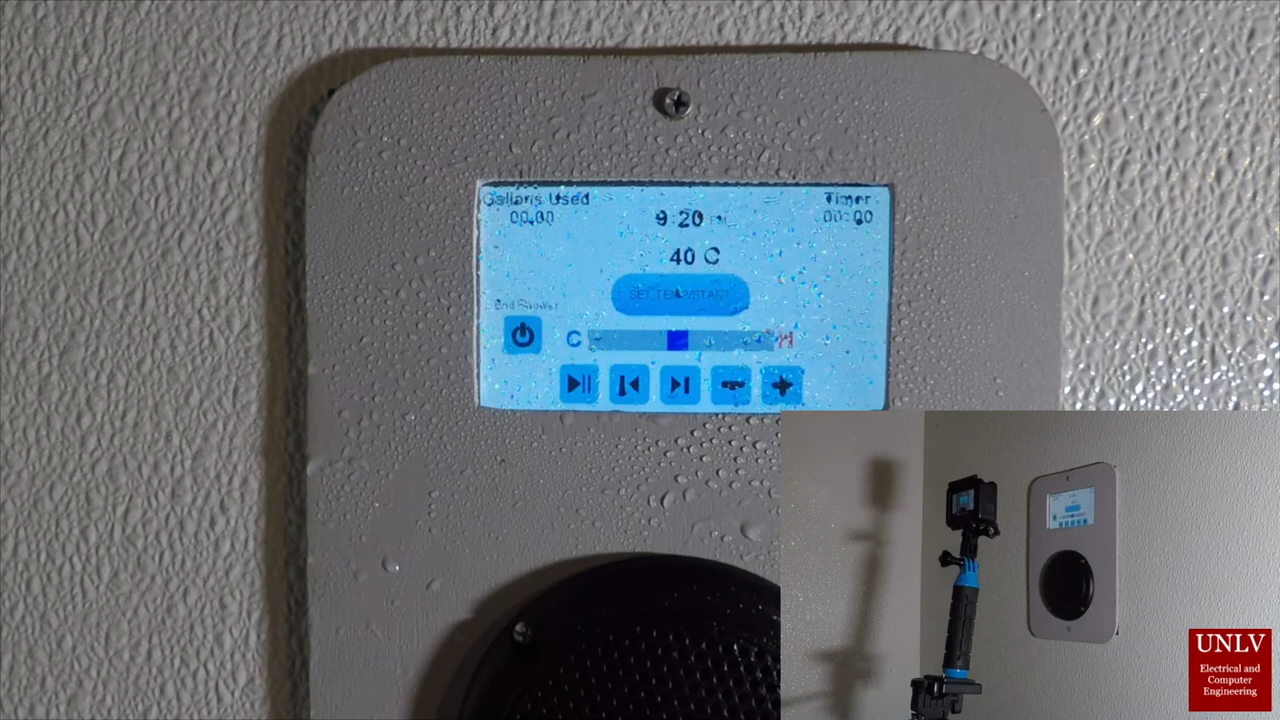 Gallons Used
00.00
9:20
Timer
00:00
40 C
SET TEMP/START
End Shower
C
H
UNLV
Electrical and
Computer
Engineering